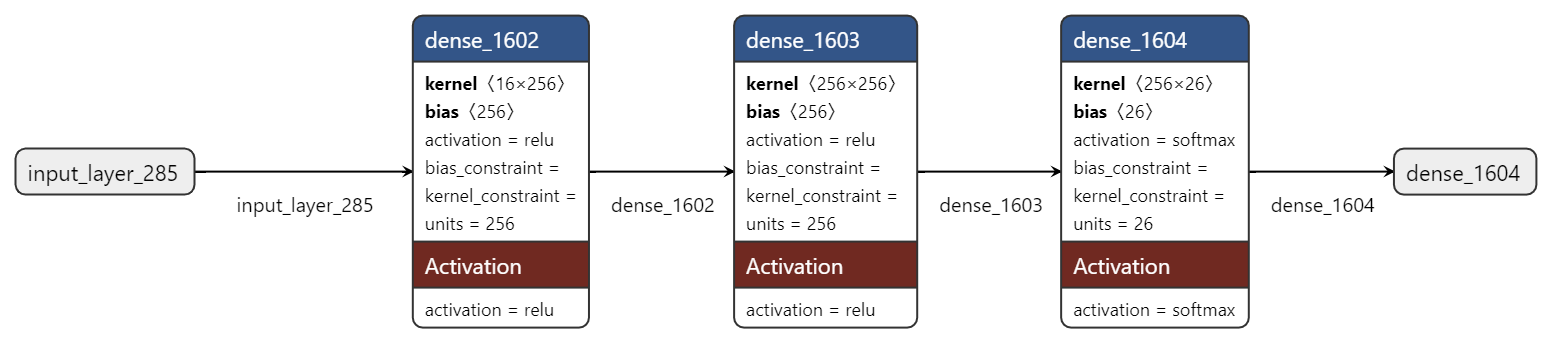 input_layer_285
input_layer_285
dense_1602
kernel〈16×256〉
bias〈256〉
activation = relu
bias_constraint =
kernel_constraint =
units = 256
Activation
activation = relu
dense_1602
dense_1603
kernel〈256×256〉
bias〈256〉
activation = relu
bias_constraint =
kernel_constraint =
units = 256
Activation
activation = relu
dense_1603
dense_1604
kernel〈256×26〉
bias〈26〉
activation = softmax
bias_constraint =
kernel_constraint =
units = 26
Activation
activation = softmax
dense_1604
dense_1604